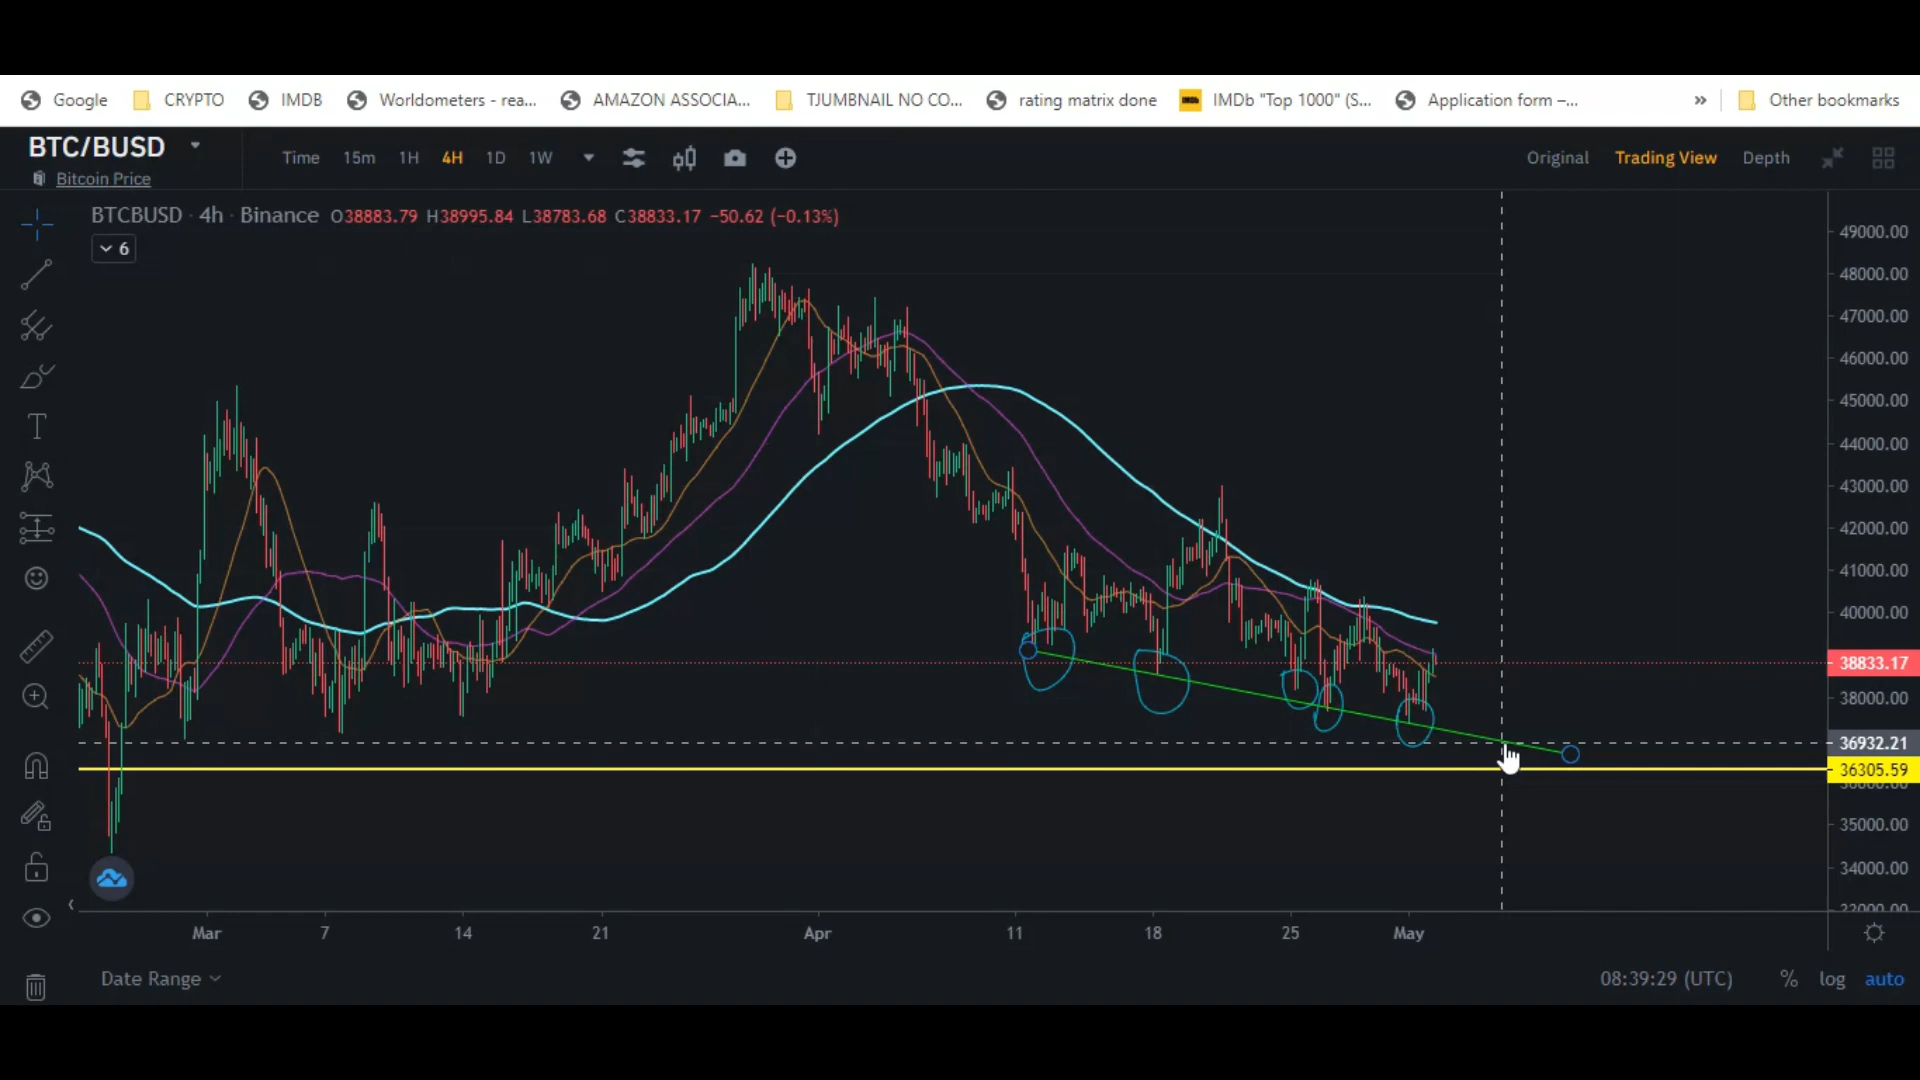 Google CRYPTO IMDB Worldometers - rea... AMAZON ASSOCIA... TJUMBNAIL NO CO... rating matrix done IMDb "Top 1000" (S... Application form –... » Other bookmarks
BTC/BUSD
Bitcoin Price
Time 15m 1H 4H 1D 1W Original Trading View Depth
BTCBUSD · 4h · Binance O38883.79 H38995.84 L38783.68 C38833.17 −50.62 (−0.13%)
6
49000.00
48000.00
47000.00
46000.00
45000.00
44000.00
43000.00
42000.00
41000.00
40000.00
38833.17
38000.00
36932.21
36305.59
35000.00
34000.00
Mar 7 14 21 Apr 11 18 25 May
Date Range 08:39:29 (UTC) % log auto